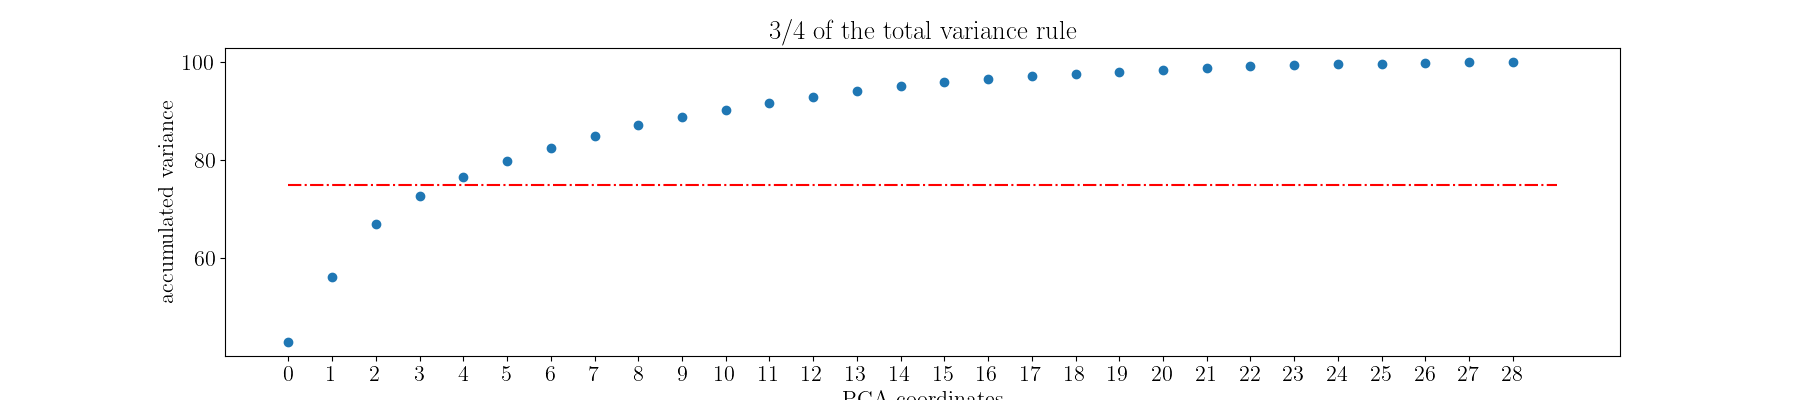 3/4 of the total variance rule
accumulated variance
100
80
60
0 1 2 3 4 5 6 7 8 9 10 11 12 13 14 15 16 17 18 19 20 21 22 23 24 25 26 27 28
PCA coordinates